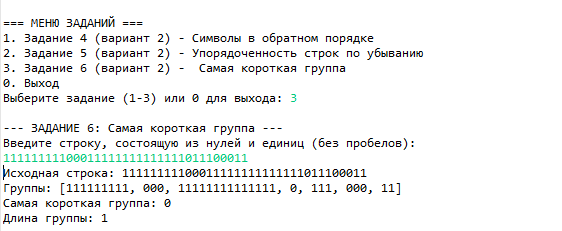 === МЕНЮ ЗАДАНИЙ ===
1. Задание 4 (вариант 2) - Символы в обратном порядке
2. Задание 5 (вариант 2) - Упорядоченность строк по убыванию
3. Задание 6 (вариант 2) -  Самая короткая группа
0. Выход
Выберите задание (1-3) или 0 для выхода: 3
--- ЗАДАНИЕ 6: Самая короткая группа ---
Введите строку, состоящую из нулей и единиц (без пробелов):
11111111100011111111111111011100011
Исходная строка: 11111111100011111111111111011100011
Группы: [111111111, 000, 11111111111111, 0, 111, 000, 11]
Самая короткая группа: 0
Длина группы: 1